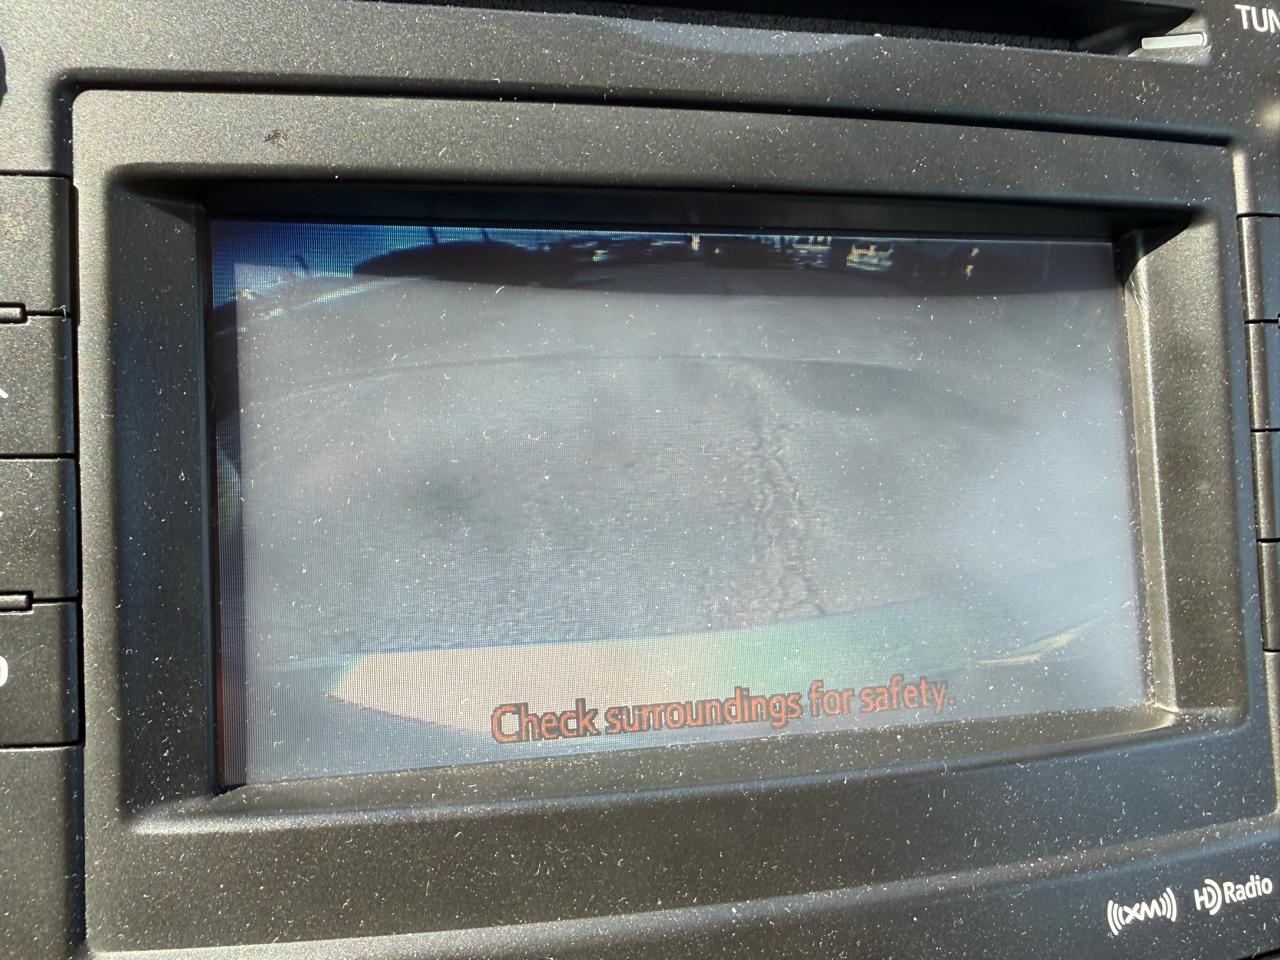 TUN
Check surroundings for safety.
((XM))
HD Radio